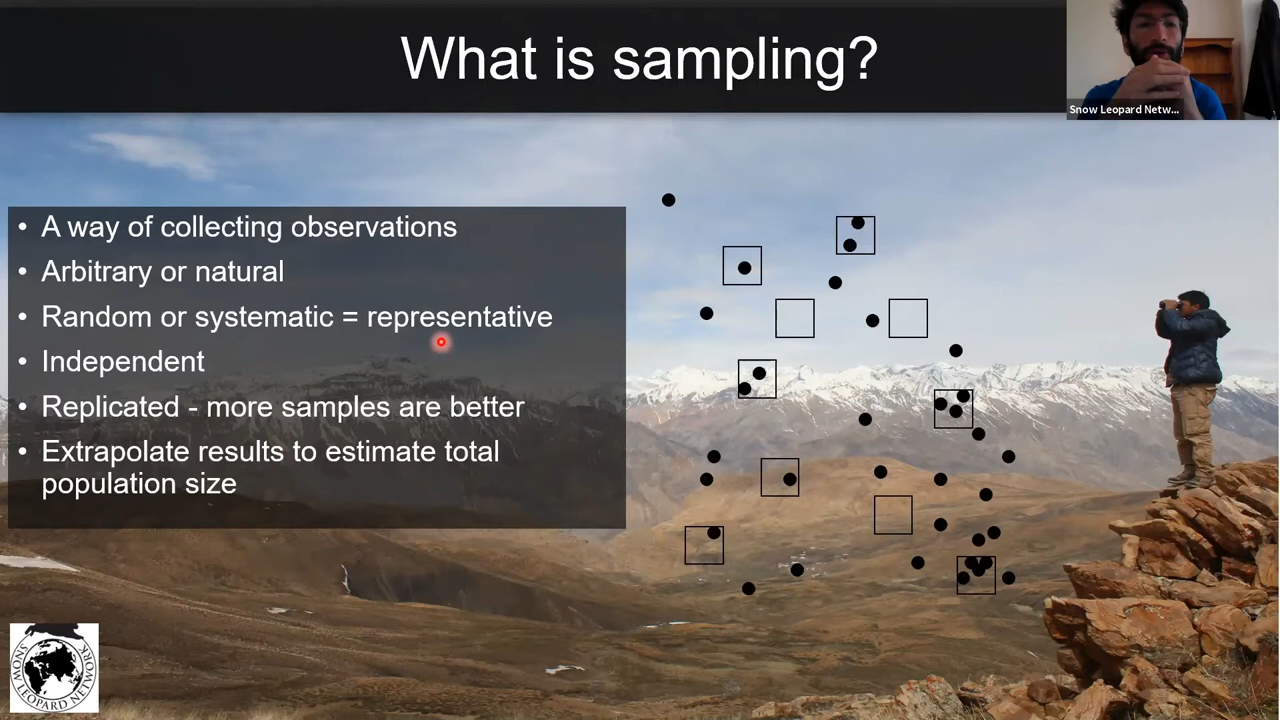 What is sampling?
Snow Leopard Netw...
• A way of collecting observations
• Arbitrary or natural
• Random or systematic = representative
• Independent
• Replicated - more samples are better
• Extrapolate results to estimate total
population size
SNOW LEOPARD NETWORK